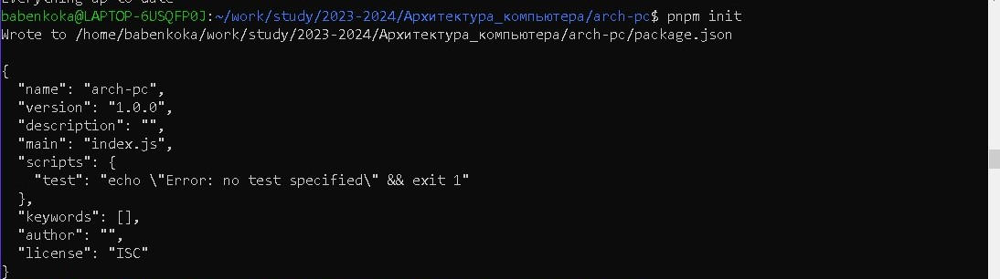 Everything up-to-date
babenkoka@LAPTOP-6USQFP0J:~/work/study/2023-2024/Архитектура_компьютера/arch-pc$ pnpm init
Wrote to /home/babenkoka/work/study/2023-2024/Архитектура_компьютера/arch-pc/package.json
{
  "name": "arch-pc",
  "version": "1.0.0",
  "description": "",
  "main": "index.js",
  "scripts": {
    "test": "echo \"Error: no test specified\" && exit 1"
  },
  "keywords": [],
  "author": "",
  "license": "ISC"
}